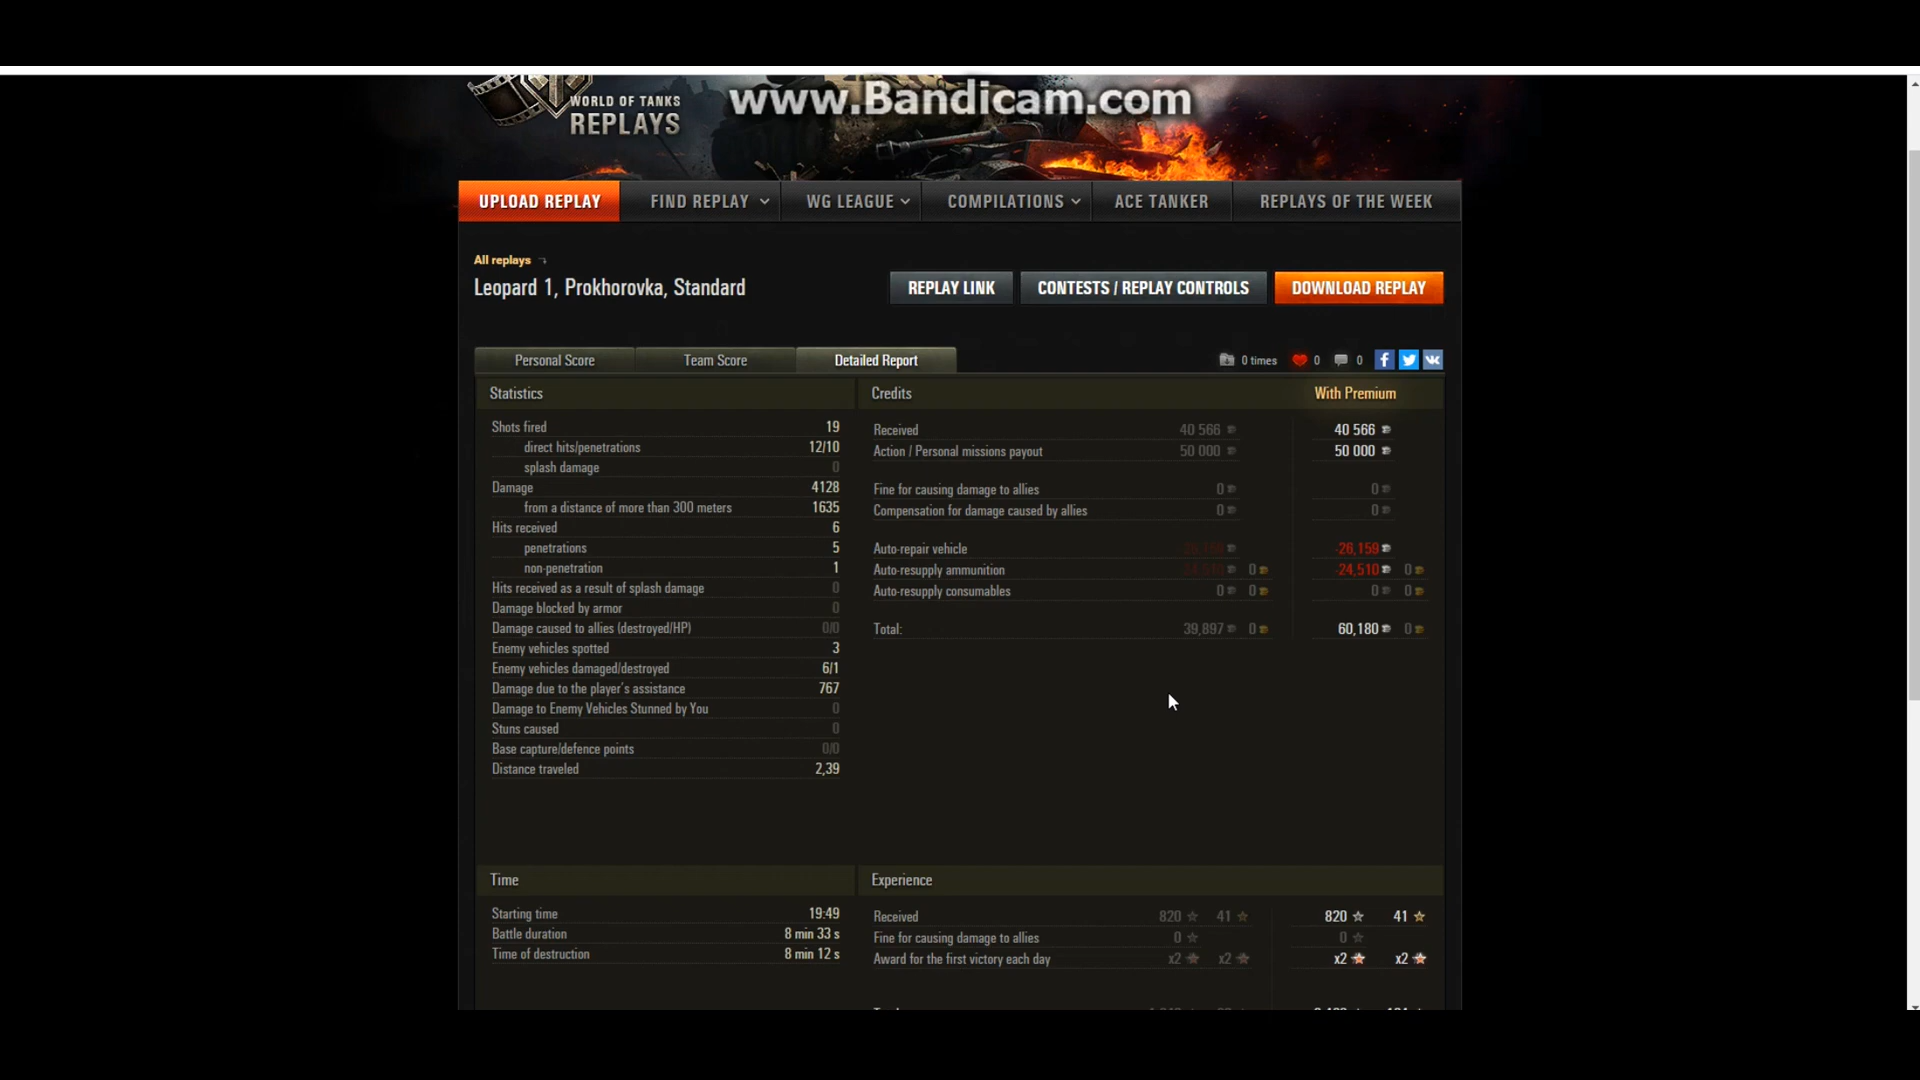 www.Bandicam.com
WORLD OF TANKS
REPLAYS
UPLOAD REPLAY FIND REPLAY WG LEAGUE COMPILATIONS ACE TANKER REPLAYS OF THE WEEK
All replays
Leopard 1, Prokhorovka, Standard
REPLAY LINK CONTESTS / REPLAY CONTROLS DOWNLOAD REPLAY
Personal Score Team Score Detailed Report 0 times 0 0
Statistics
Shots fired 19
direct hits/penetrations 12/10
splash damage 0
Damage 4128
from a distance of more than 300 meters 1635
Hits received 6
penetrations 5
non-penetration 1
Hits received as a result of splash damage 0
Damage blocked by armor 0
Damage caused to allies (destroyed/HP) 0/0
Enemy vehicles spotted 3
Enemy vehicles damaged/destroyed 6/1
Damage due to the player's assistance 767
Damage to Enemy Vehicles Stunned by You 0
Stuns caused 0
Base capture/defence points 0/0
Distance traveled 2,39
Credits With Premium
Received 40 566 40 566
Action / Personal missions payout 50 000 50 000
Fine for causing damage to allies 0 0
Compensation for damage caused by allies 0 0
Auto-repair vehicle -26,159 -26,159
Auto-resupply ammunition -24,510 0 -24,510 0
Auto-resupply consumables 0 0 0 0
Total: 39,897 0 60,180 0
Time
Starting time 19:49
Battle duration 8 min 33 s
Time of destruction 8 min 12 s
Experience
Received 820 41 820 41
Fine for causing damage to allies 0 0
Award for the first victory each day x2 x2 x2 x2